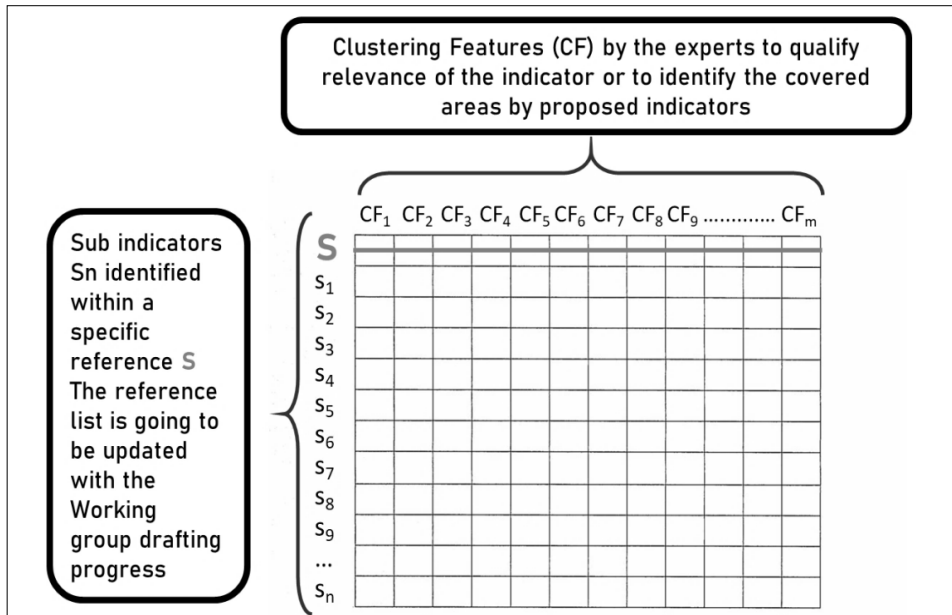 Clustering Features (CF) by the experts to qualify
relevance of the indicator or to identify the covered
areas by proposed indicators
CF₁ CF₂ CF₃ CF₄ CF₅ CF₆ CF₇ CF₈ CF₉ ............. CFₘ
Sub indicators
Sn identified
within a
specific
reference S
The reference
list is going to
be updated
with the
Working
group drafting
progress
S
S₁
S₂
S₃
S₄
S₅
S₆
S₇
S₈
S₉
...
Sₙ